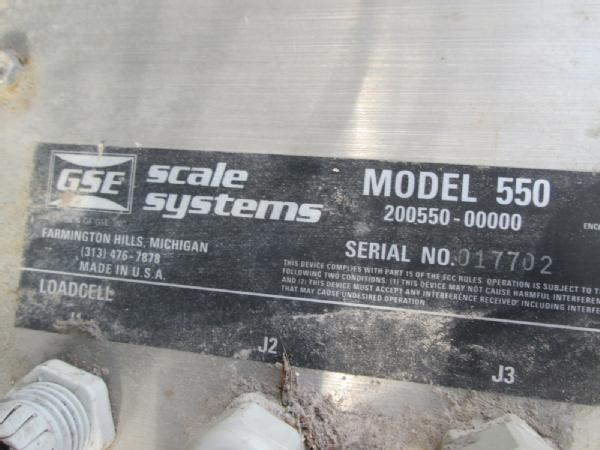 GSE
scale
systems
MODEL 550
200550-00000
OF GSE
FARMINGTON HILLS, MICHIGAN
(313) 476-7878
MADE IN U.S.A.
SERIAL NO. 017702
THIS DEVICE COMPLIES WITH PART 15 OF THE FCC RULES. OPERATION IS SUBJECT TO
FOLLOWING TWO CONDITIONS. (1) THIS DEVICE MAY NOT CAUSE HARMFUL
AND (2) THIS DEVICE MUST ACCEPT ANY INTERFERENCE RECEIVED INCLUDING
THAT MAY CAUSE UNDESIRED OPERATION.
LOADCELL
J2
J3